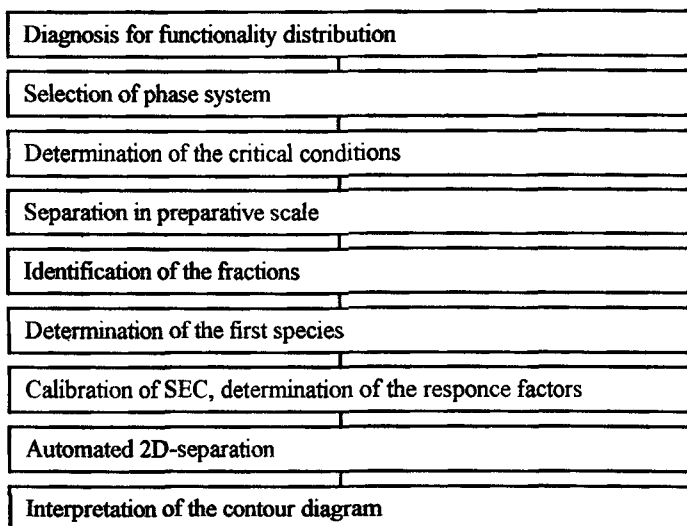 Diagnosis for functionality distribution
Selection of phase system
Determination of the critical conditions
Separation in preparative scale
Identification of the fractions
Determination of the first species
Calibration of SEC, determination of the responce factors
Automated 2D-separation
Interpretation of the contour diagram